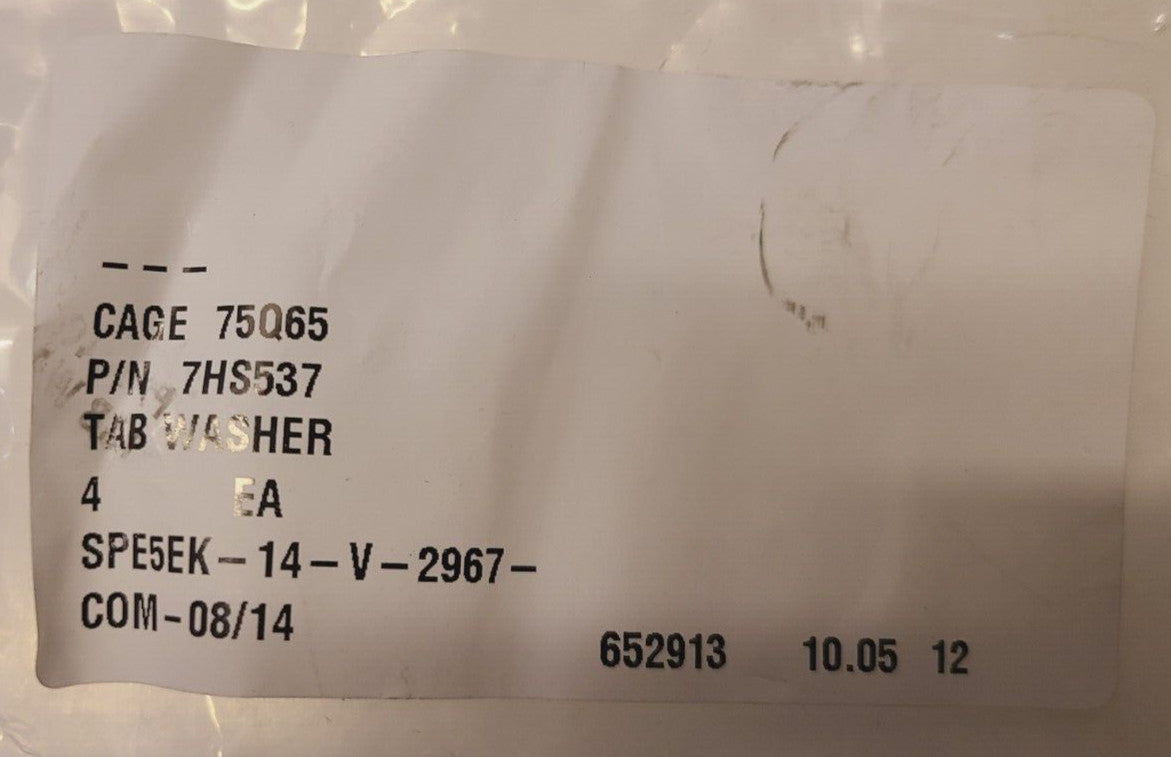 ---
CAGE 75Q65
P/N 7HS537
TAB WASHER
4 EA
SPE5EK-14-V-2967-
COM-08/14
652913 10.05 12